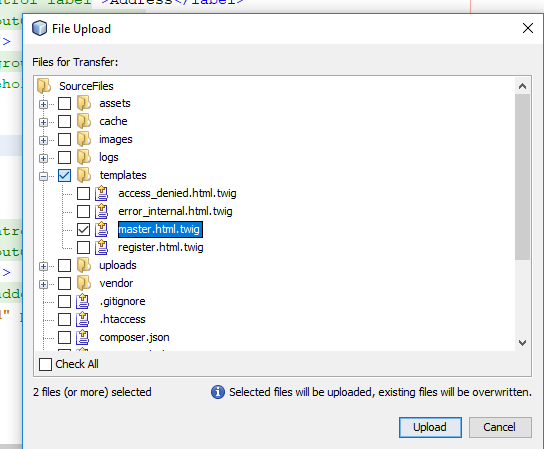 ntrol-label">Address</label>
File Upload
Files for Transfer:
SourceFiles
assets
cache
images
logs
templates
access_denied.html.twig
error_internal.html.twig
master.html.twig
register.html.twig
uploads
vendor
.gitignore
.htaccess
composer.json
Check All
2 files (or more) selected
Selected files will be uploaded, existing files will be overwritten.
Upload
Cancel